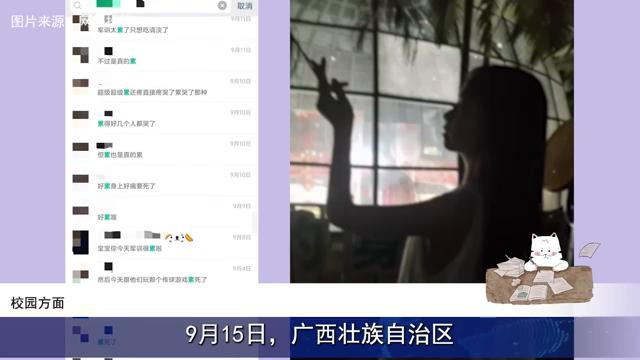 图片来源 网
取消
9月11日
军训太累了只想吃清淡了
9月11日
不过是真的累
9月10日
超级超级累还疼直接疼哭了累哭了那种
9月10日
累得好几个人都哭了
9月10日
但累也是真的累
9月10日
好累身上好痛要死了
9月9日
好累啦
9月8日
宝宝你今天军训很累啦
9月4日
然后今天跟他们玩那个传球游戏累死了
校园方面
9月15日，广西壮族自治区